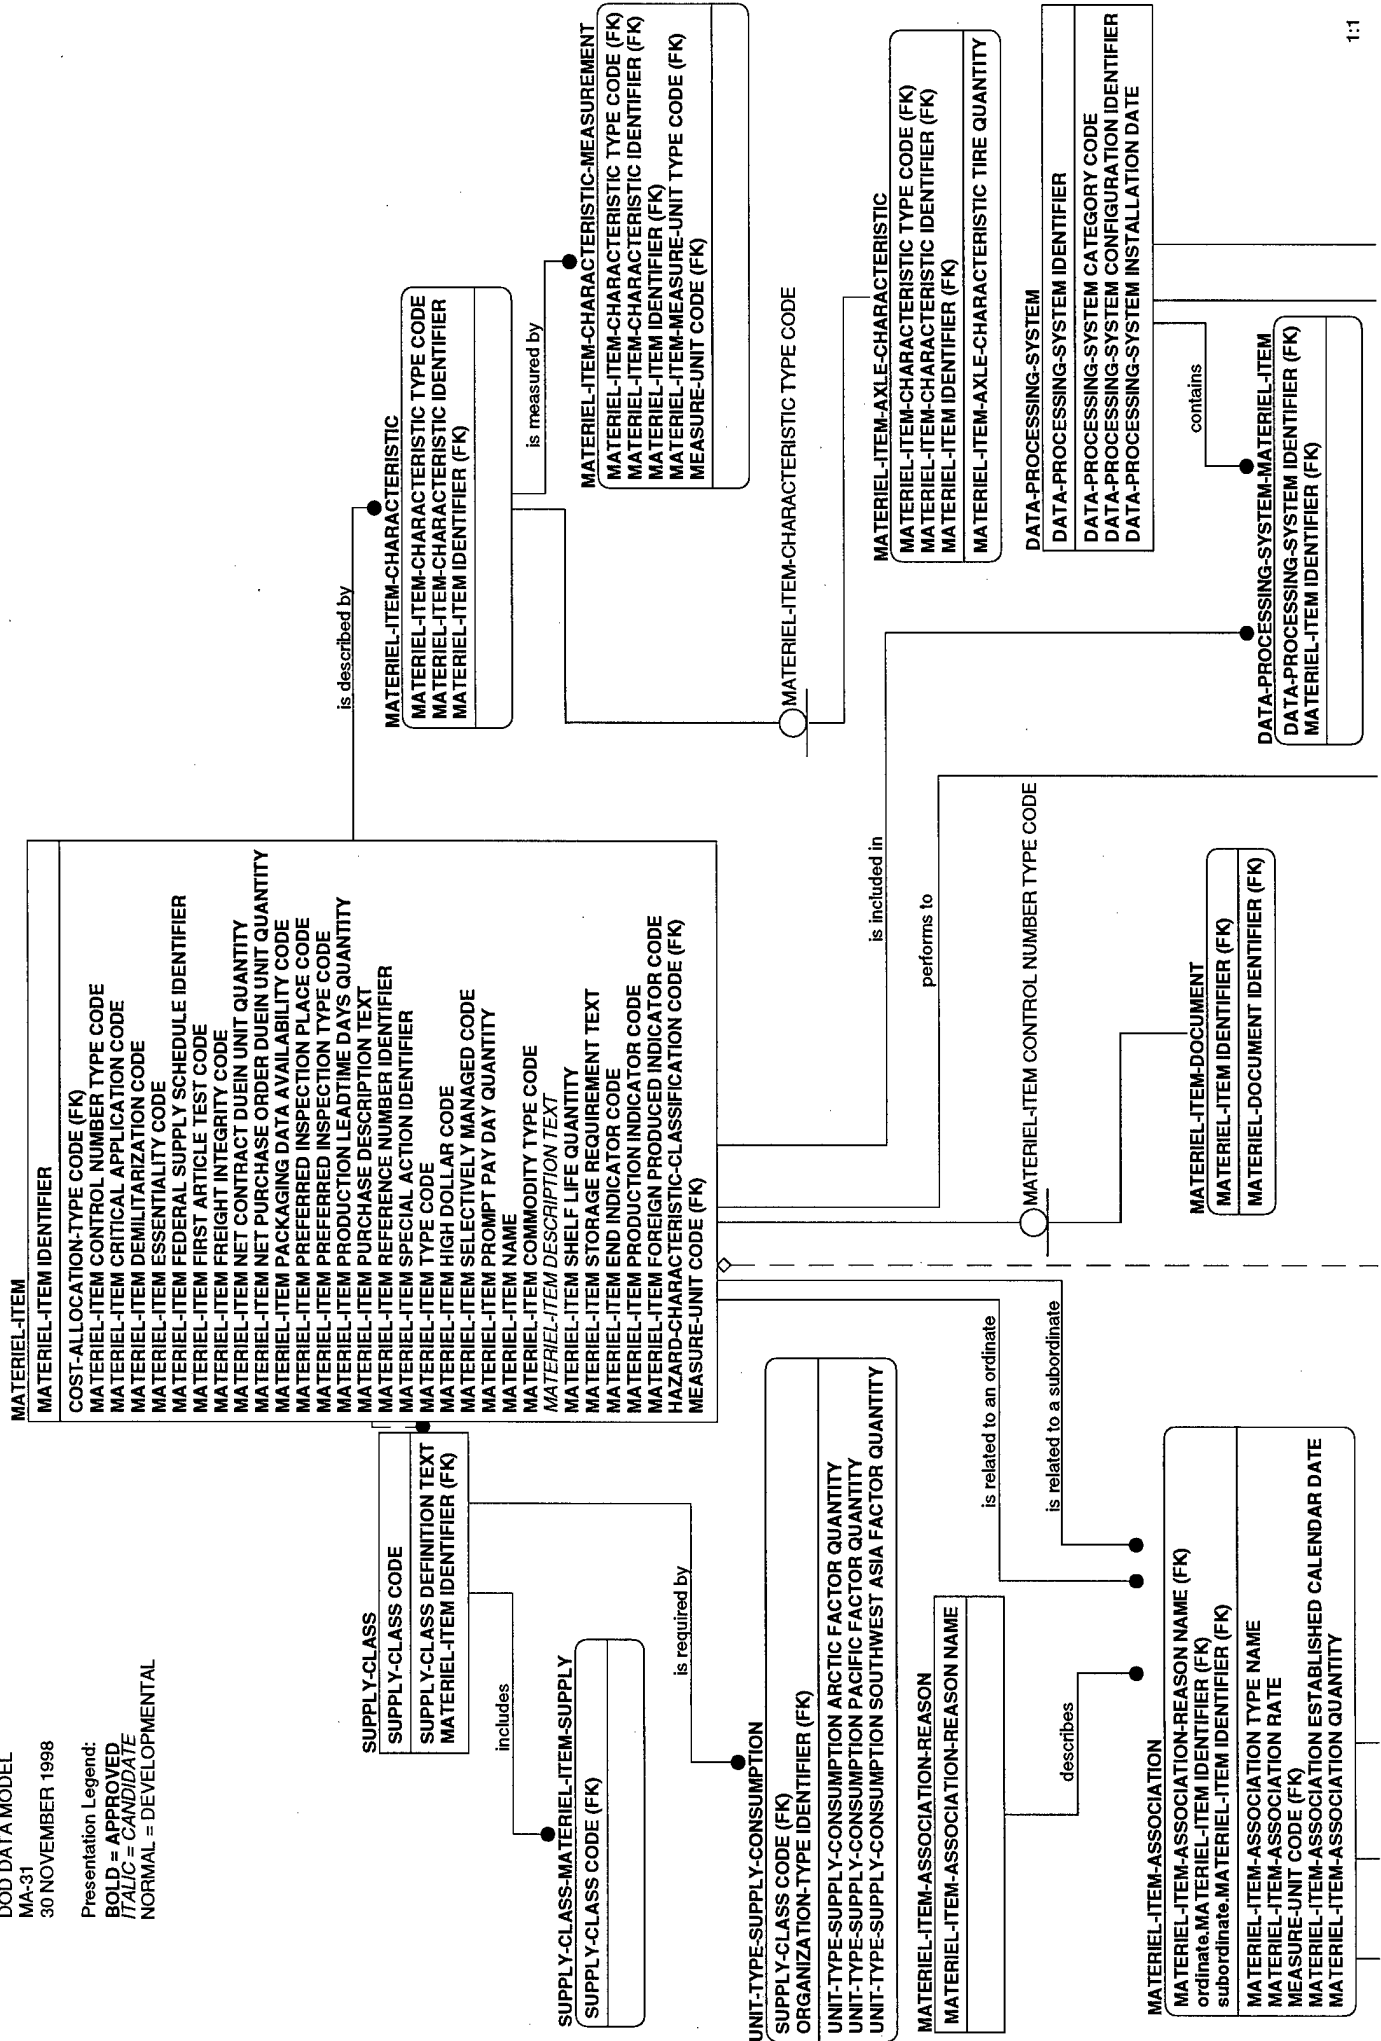 DOD DATA MODEL
MA-31
30 NOVEMBER 1998
Presentation Legend:
BOLD = APPROVED
ITALIC = CANDIDATE
NORMAL = DEVELOPMENTAL
MATERIEL-ITEM
MATERIEL-ITEM IDENTIFIER
COST-ALLOCATION-TYPE CODE (FK)
MATERIEL-ITEM CONTROL NUMBER TYPE CODE
MATERIEL-ITEM CRITICAL APPLICATION CODE
MATERIEL-ITEM DEMILITARIZATION CODE
MATERIEL-ITEM ESSENTIALITY CODE
MATERIEL-ITEM FEDERAL SUPPLY SCHEDULE IDENTIFIER
MATERIEL-ITEM FIRST ARTICLE TEST CODE
MATERIEL-ITEM FREIGHT INTEGRITY CODE
MATERIEL-ITEM NET CONTRACT DUEIN UNIT QUANTITY
MATERIEL-ITEM NET PURCHASE ORDER DUEIN UNIT QUANTITY
MATERIEL-ITEM PACKAGING DATA AVAILABILITY CODE
MATERIEL-ITEM PREFERRED INSPECTION PLACE CODE
MATERIEL-ITEM PREFERRED INSPECTION TYPE CODE
MATERIEL-ITEM PRODUCTION LEADTIME DAYS QUANTITY
MATERIEL-ITEM PURCHASE DESCRIPTION TEXT
MATERIEL-ITEM REFERENCE NUMBER IDENTIFIER
MATERIEL-ITEM SPECIAL ACTION IDENTIFIER
MATERIEL-ITEM TYPE CODE
MATERIEL-ITEM HIGH DOLLAR CODE
MATERIEL-ITEM SELECTIVELY MANAGED CODE
MATERIEL-ITEM PROMPT PAY DAY QUANTITY
MATERIEL-ITEM NAME
MATERIEL-ITEM COMMODITY TYPE CODE
MATERIEL-ITEM DESCRIPTION TEXT
MATERIEL-ITEM SHELF LIFE QUANTITY
MATERIEL-ITEM STORAGE REQUIREMENT TEXT
MATERIEL-ITEM END INDICATOR CODE
MATERIEL-ITEM PRODUCTION INDICATOR CODE
MATERIEL-ITEM FOREIGN PRODUCED INDICATOR CODE
HAZARD-CHARACTERISTIC-CLASSIFICATION CODE (FK)
MEASURE-UNIT CODE (FK)
is described by
MATERIEL-ITEM-CHARACTERISTIC
MATERIEL-ITEM-CHARACTERISTIC TYPE CODE
MATERIEL-ITEM-CHARACTERISTIC IDENTIFIER
MATERIEL-ITEM IDENTIFIER (FK)
is measured by
MATERIEL-ITEM-CHARACTERISTIC-MEASUREMENT
MATERIEL-ITEM-CHARACTERISTIC TYPE CODE (FK)
MATERIEL-ITEM-CHARACTERISTIC IDENTIFIER (FK)
MATERIEL-ITEM IDENTIFIER (FK)
MATERIEL-ITEM-MEASURE-UNIT TYPE CODE (FK)
MEASURE-UNIT CODE (FK)
MATERIEL-ITEM-CHARACTERISTIC TYPE CODE
MATERIEL-ITEM-AXLE-CHARACTERISTIC
MATERIEL-ITEM-CHARACTERISTIC TYPE CODE (FK)
MATERIEL-ITEM-CHARACTERISTIC IDENTIFIER (FK)
MATERIEL-ITEM IDENTIFIER (FK)
MATERIEL-ITEM-AXLE-CHARACTERISTIC TIRE QUANTITY
SUPPLY-CLASS
SUPPLY-CLASS CODE
SUPPLY-CLASS DEFINITION TEXT
MATERIEL-ITEM IDENTIFIER (FK)
includes
SUPPLY-CLASS-MATERIEL-ITEM-SUPPLY
SUPPLY-CLASS CODE (FK)
is required by
UNIT-TYPE-SUPPLY-CONSUMPTION
SUPPLY-CLASS CODE (FK)
ORGANIZATION-TYPE IDENTIFIER (FK)
UNIT-TYPE-SUPPLY-CONSUMPTION ARCTIC FACTOR QUANTITY
UNIT-TYPE-SUPPLY-CONSUMPTION PACIFIC FACTOR QUANTITY
UNIT-TYPE-SUPPLY-CONSUMPTION SOUTHWEST ASIA FACTOR QUANTITY
is included in
performs to
MATERIEL-ITEM CONTROL NUMBER TYPE CODE
is related to an ordinate
is related to a subordinate
MATERIEL-ITEM-ASSOCIATION-REASON
MATERIEL-ITEM-ASSOCIATION-REASON NAME
describes
MATERIEL-ITEM-ASSOCIATION
MATERIEL-ITEM-ASSOCIATION-REASON NAME (FK)
ordinate.MATERIEL-ITEM IDENTIFIER (FK)
subordinate.MATERIEL-ITEM IDENTIFIER (FK)
MATERIEL-ITEM-ASSOCIATION TYPE NAME
MATERIEL-ITEM-ASSOCIATION RATE
MEASURE-UNIT CODE (FK)
MATERIEL-ITEM-ASSOCIATION ESTABLISHED CALENDAR DATE
MATERIEL-ITEM-ASSOCIATION QUANTITY
MATERIEL-ITEM-DOCUMENT
MATERIEL-ITEM IDENTIFIER (FK)
MATERIEL-DOCUMENT IDENTIFIER (FK)
DATA-PROCESSING-SYSTEM
DATA-PROCESSING-SYSTEM IDENTIFIER
DATA-PROCESSING-SYSTEM CATEGORY CODE
DATA-PROCESSING-SYSTEM CONFIGURATION IDENTIFIER
DATA-PROCESSING-SYSTEM INSTALLATION DATE
contains
DATA-PROCESSING-SYSTEM-MATERIEL-ITEM
DATA-PROCESSING-SYSTEM IDENTIFIER (FK)
MATERIEL-ITEM IDENTIFIER (FK)
1:1